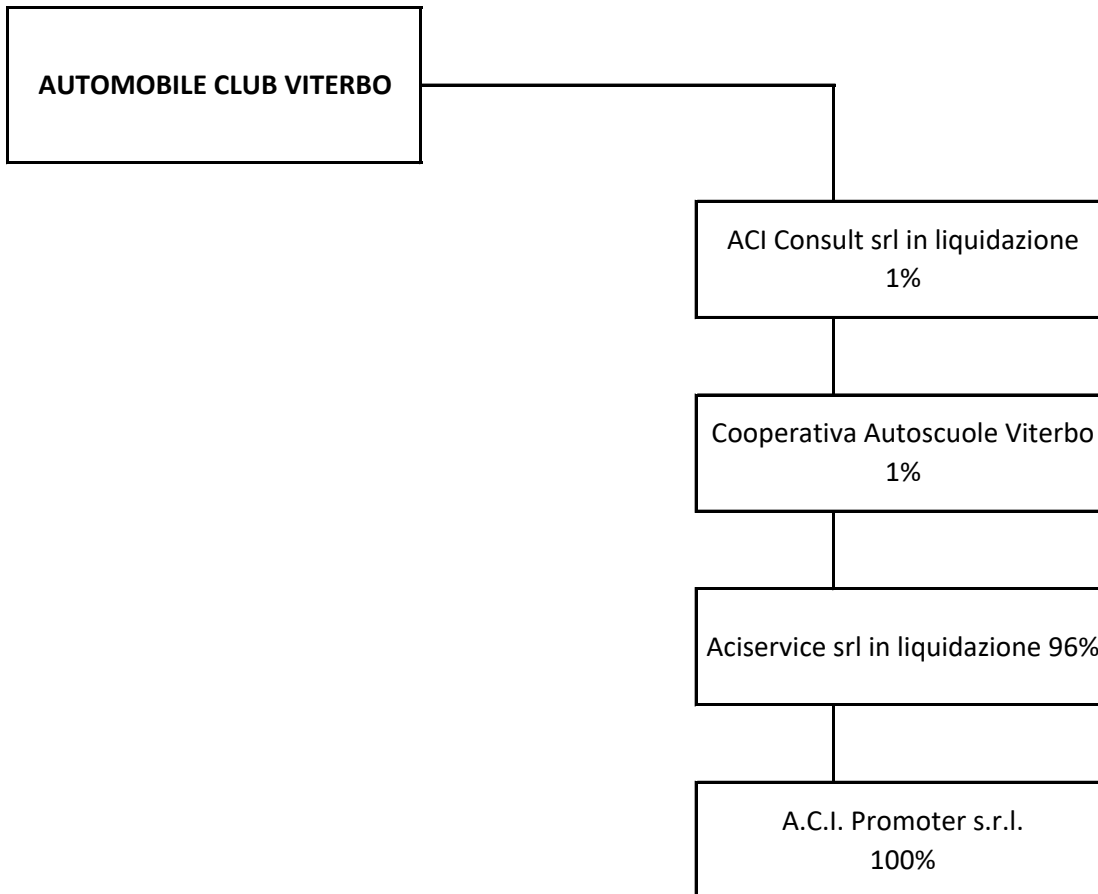 AUTOMOBILE CLUB VITERBO
ACI Consult srl in liquidazione
1%
Cooperativa Autoscuole Viterbo
1%
Aciservice srl in liquidazione 96%
A.C.I. Promoter s.r.l.
100%